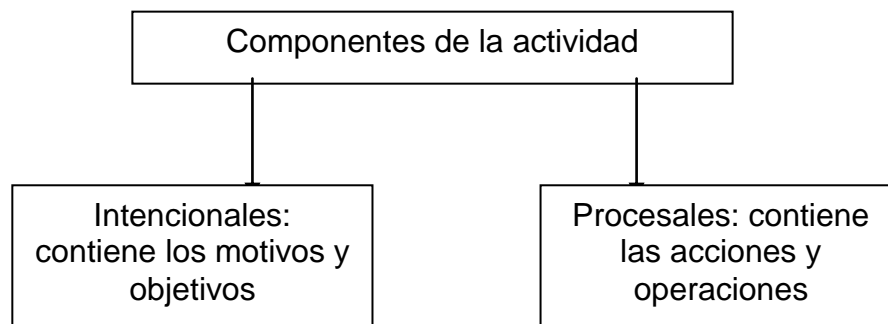 Componentes de la actividad
Intencionales:
contiene los motivos y
objetivos
Procesales: contiene
las acciones y
operaciones